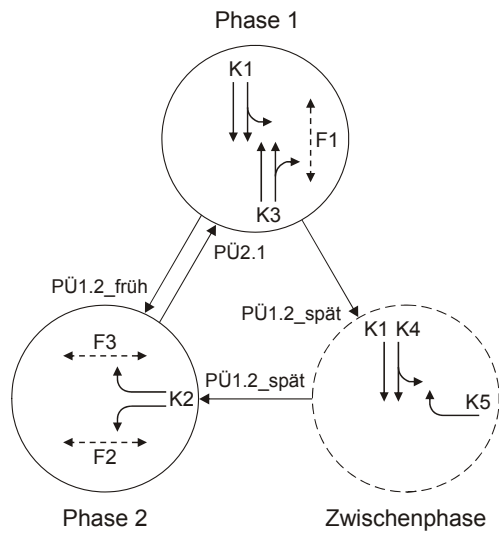 Phase 1
K1
F1
K3
PÜ2.1
PÜ1.2_früh
PÜ1.2_spät
K1 K4
F3
PÜ1.2_spät
K2
K5
F2
Phase 2
Zwischenphase